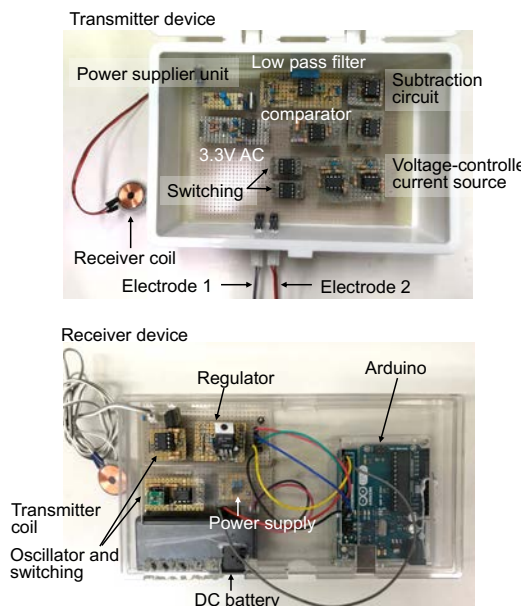 Transmitter device
Low pass filter
Power supplier unit
Subtraction
circuit
comparator
3.3V AC
Voltage-controlle
current source
Switching
Receiver coil
Electrode 1
Electrode 2
Receiver device
Arduino
Regulator
Transmitter
coil
Power supply
Oscillator and
switching
DC battery